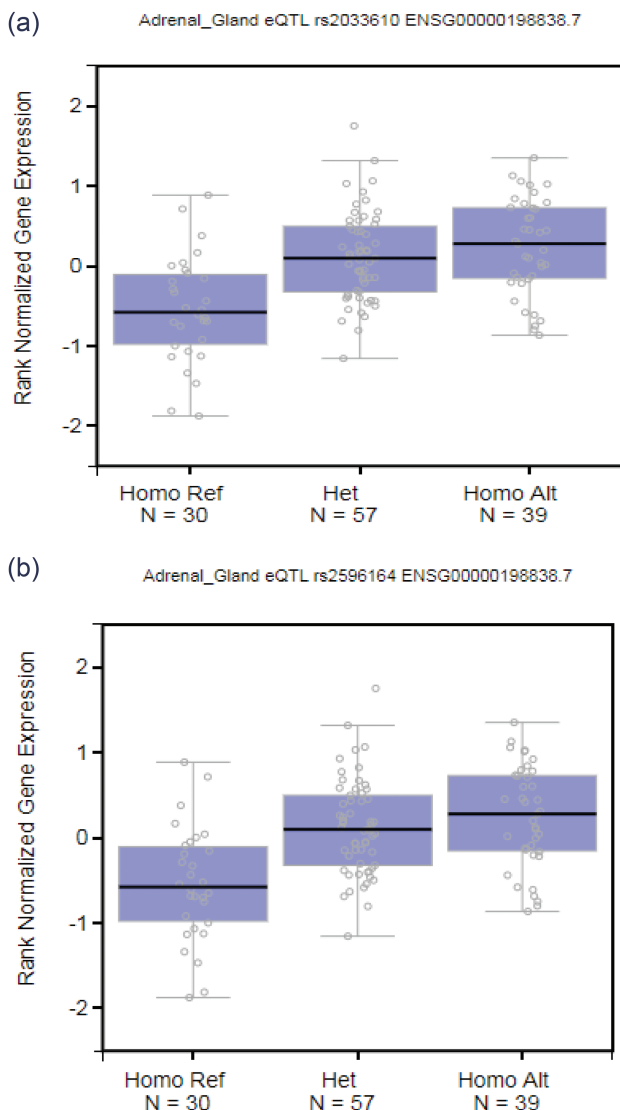 (a)
Adrenal_Gland eQTL rs2033610 ENSG00000198838.7
Rank Normalized Gene Expression
2
1
0
-1
-2
Homo Ref Het Homo Alt
N = 30 N = 57 N = 39
(b)
Adrenal_Gland eQTL rs2596164 ENSG00000198838.7
Rank Normalized Gene Expression
2
1
0
-1
-2
Homo Ref Het Homo Alt
N = 30 N = 57 N = 39